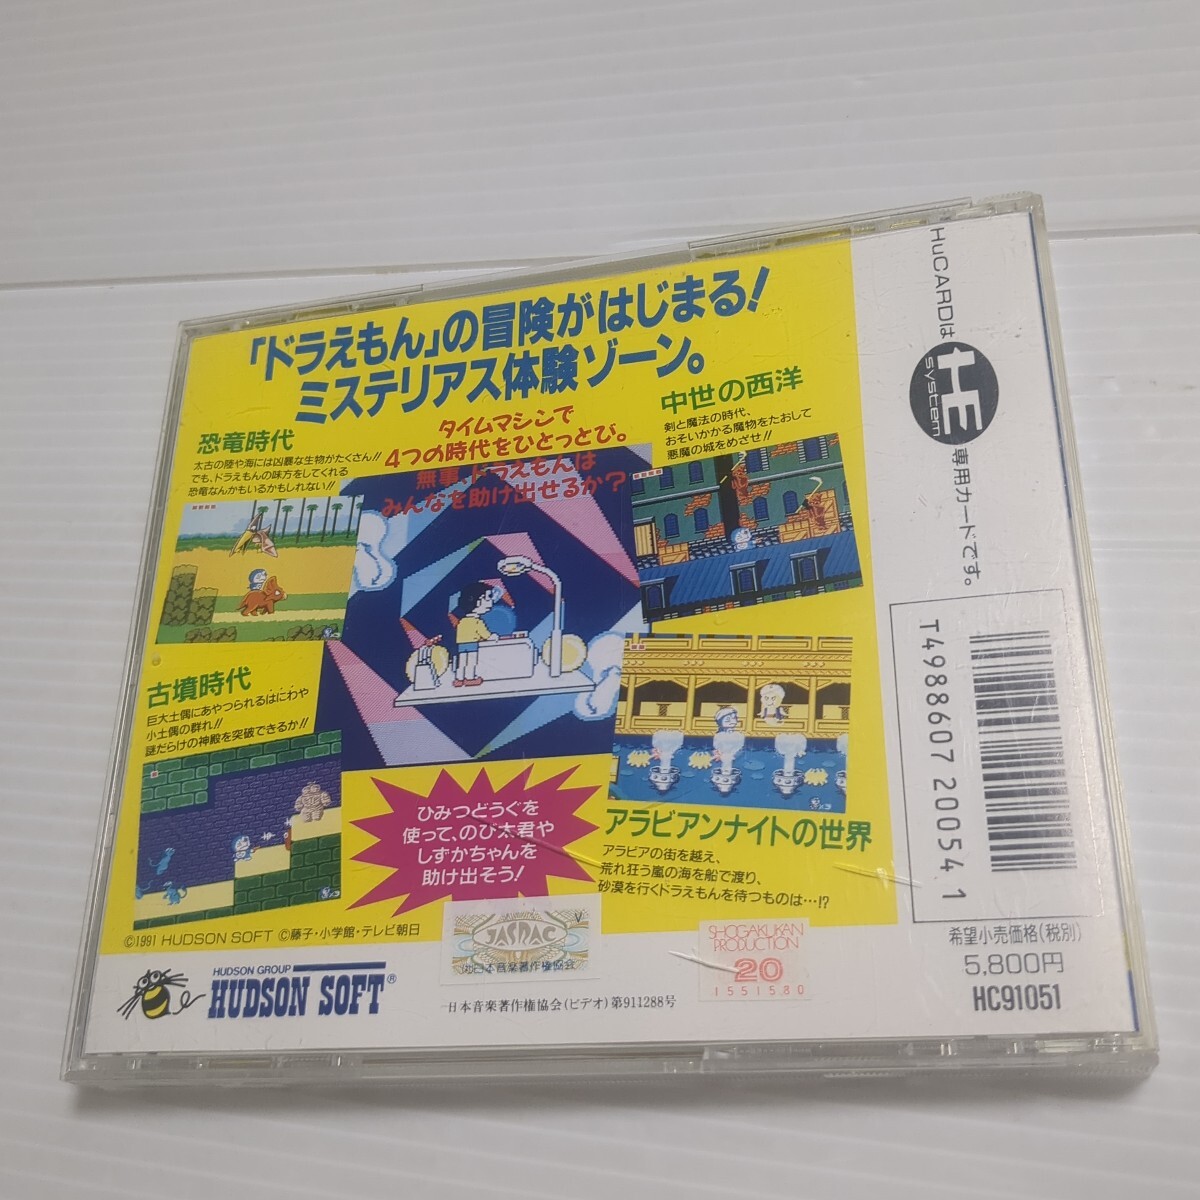 「ドラえもん」の冒険がはじまる!
ミステリアス体験ゾーン。
タイムマシンで
4つの時代をひとっとび。
無事、ドラえもんは
みんなを助け出せるか?
恐竜時代
太古の陸や海には凶暴な生物がたくさん!!
でも、ドラえもんの味方をしてくれる
恐竜なんかもいるかもしれない!!
中世の西洋
剣と魔法の時代、
おそいかかる魔物をたおして
悪魔の城をめざせ!!
古墳時代
巨大土偶にあやつられるはにわや
小土偶の群れ!!
謎だらけの神殿を突破できるか!!
アラビアンナイトの世界
アラビアの街を越え、
荒れ狂う嵐の海を船で渡り、
砂漠を行くドラえもんを待つものは…!?
ひみつどうぐを
使って、のび太君や
しずかちゃんを
助け出そう!
©1991 HUDSON SOFT ©藤子・小学館・テレビ朝日
HUDSON GROUP
HUDSON SOFT®
V
JASRAC
(社)日本音楽著作権協会
日本音楽著作権協会(ビデオ)第911288号
SHOGAKUKAN
PRODUCTION
20
1551580
HuCARDは
HE
system
専用カードです。
T4988607 20054 1
希望小売価格(税別)
5,800円
HC91051